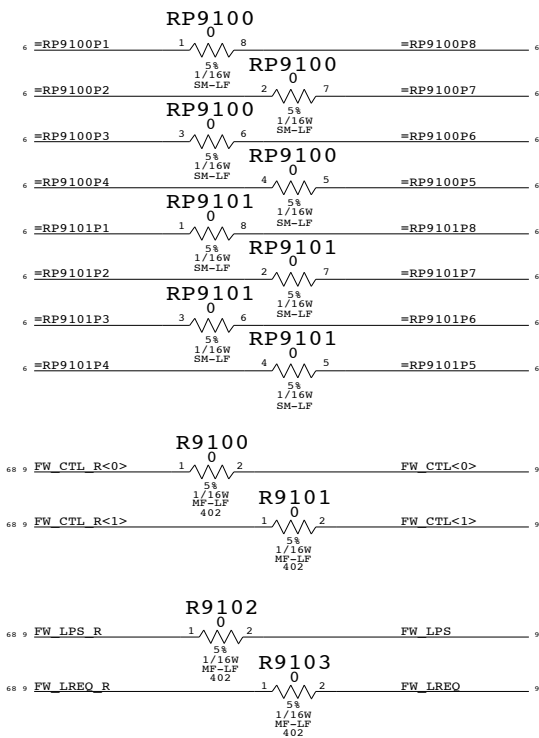 RP9100
0
6 =RP9100P1 1 8 =RP9100P8 6
5%
1/16W
SM-LF
RP9100
0
6 =RP9100P2 2 7 =RP9100P7 6
5%
1/16W
SM-LF
RP9100
0
6 =RP9100P3 3 6 =RP9100P6 6
5%
1/16W
SM-LF
RP9100
0
6 =RP9100P4 4 5 =RP9100P5 6
5%
1/16W
SM-LF
RP9101
0
6 =RP9101P1 1 8 =RP9101P8 6
5%
1/16W
SM-LF
RP9101
0
6 =RP9101P2 2 7 =RP9101P7 6
5%
1/16W
SM-LF
RP9101
0
6 =RP9101P3 3 6 =RP9101P6 6
5%
1/16W
SM-LF
RP9101
0
6 =RP9101P4 4 5 =RP9101P5 6
5%
1/16W
SM-LF
R9100
0
68 9 FW_CTL_R<0> 1 2 FW_CTL<0> 9
5%
1/16W
MF-LF
402
R9101
0
68 9 FW_CTL_R<1> 1 2 FW_CTL<1> 9
5%
1/16W
MF-LF
402
R9102
0
68 9 FW_LPS_R 1 2 FW_LPS 9
5%
1/16W
MF-LF
402
R9103
0
68 9 FW_LREQ_R 1 2 FW_LREQ 9
5%
1/16W
MF-LF
402